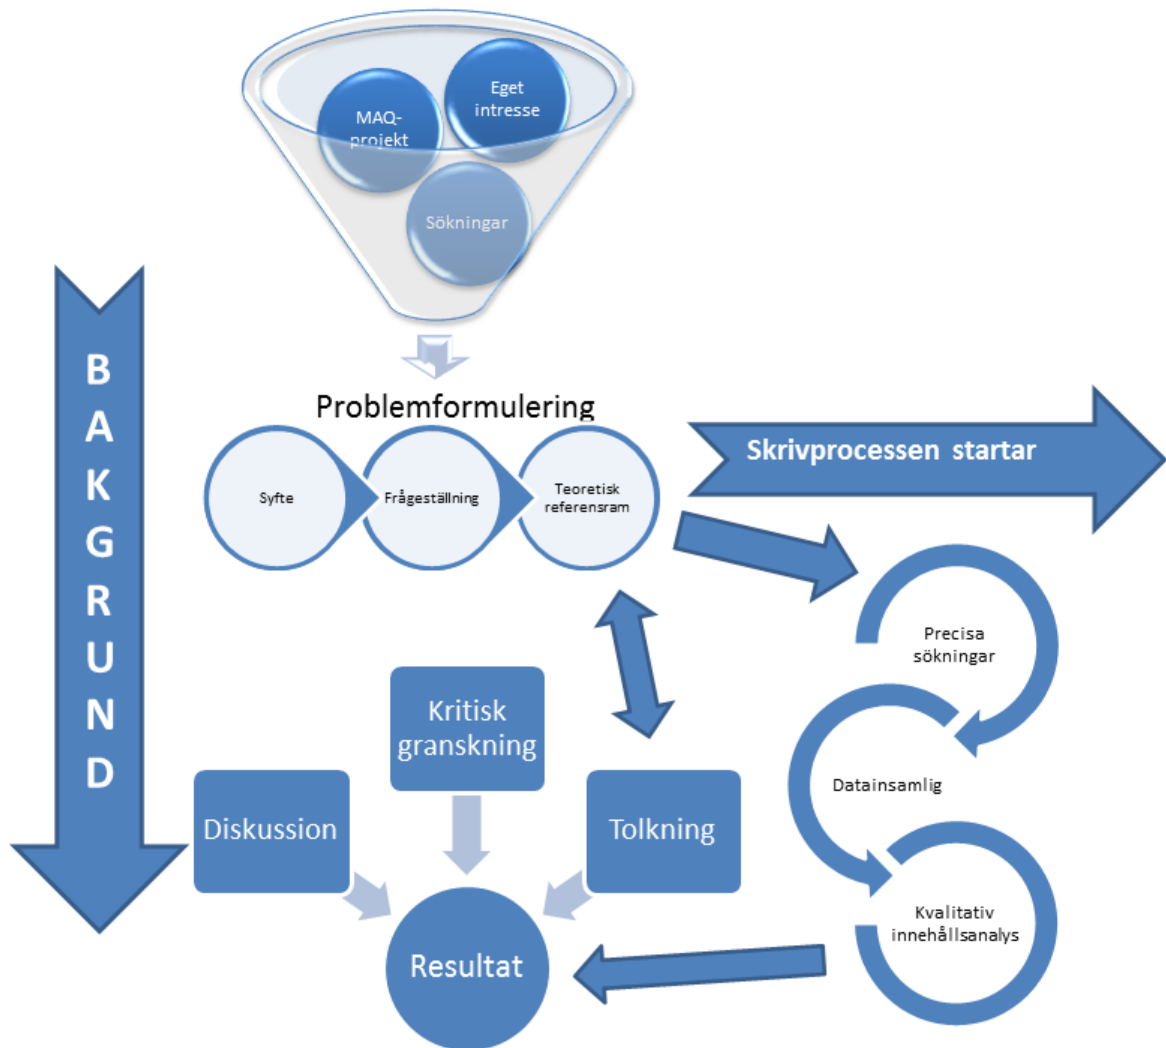 Eget
intresse
MAQ-
projekt
Sökningar
BAKGRUND
Problemformulering
Syfte
Frågeställning
Teoretisk
referensram
Skrivprocessen startar
Precisa
sökningar
Datainsamlig
Kvalitativ
innehållsanalys
Kritisk
granskning
Diskussion
Tolkning
Resultat